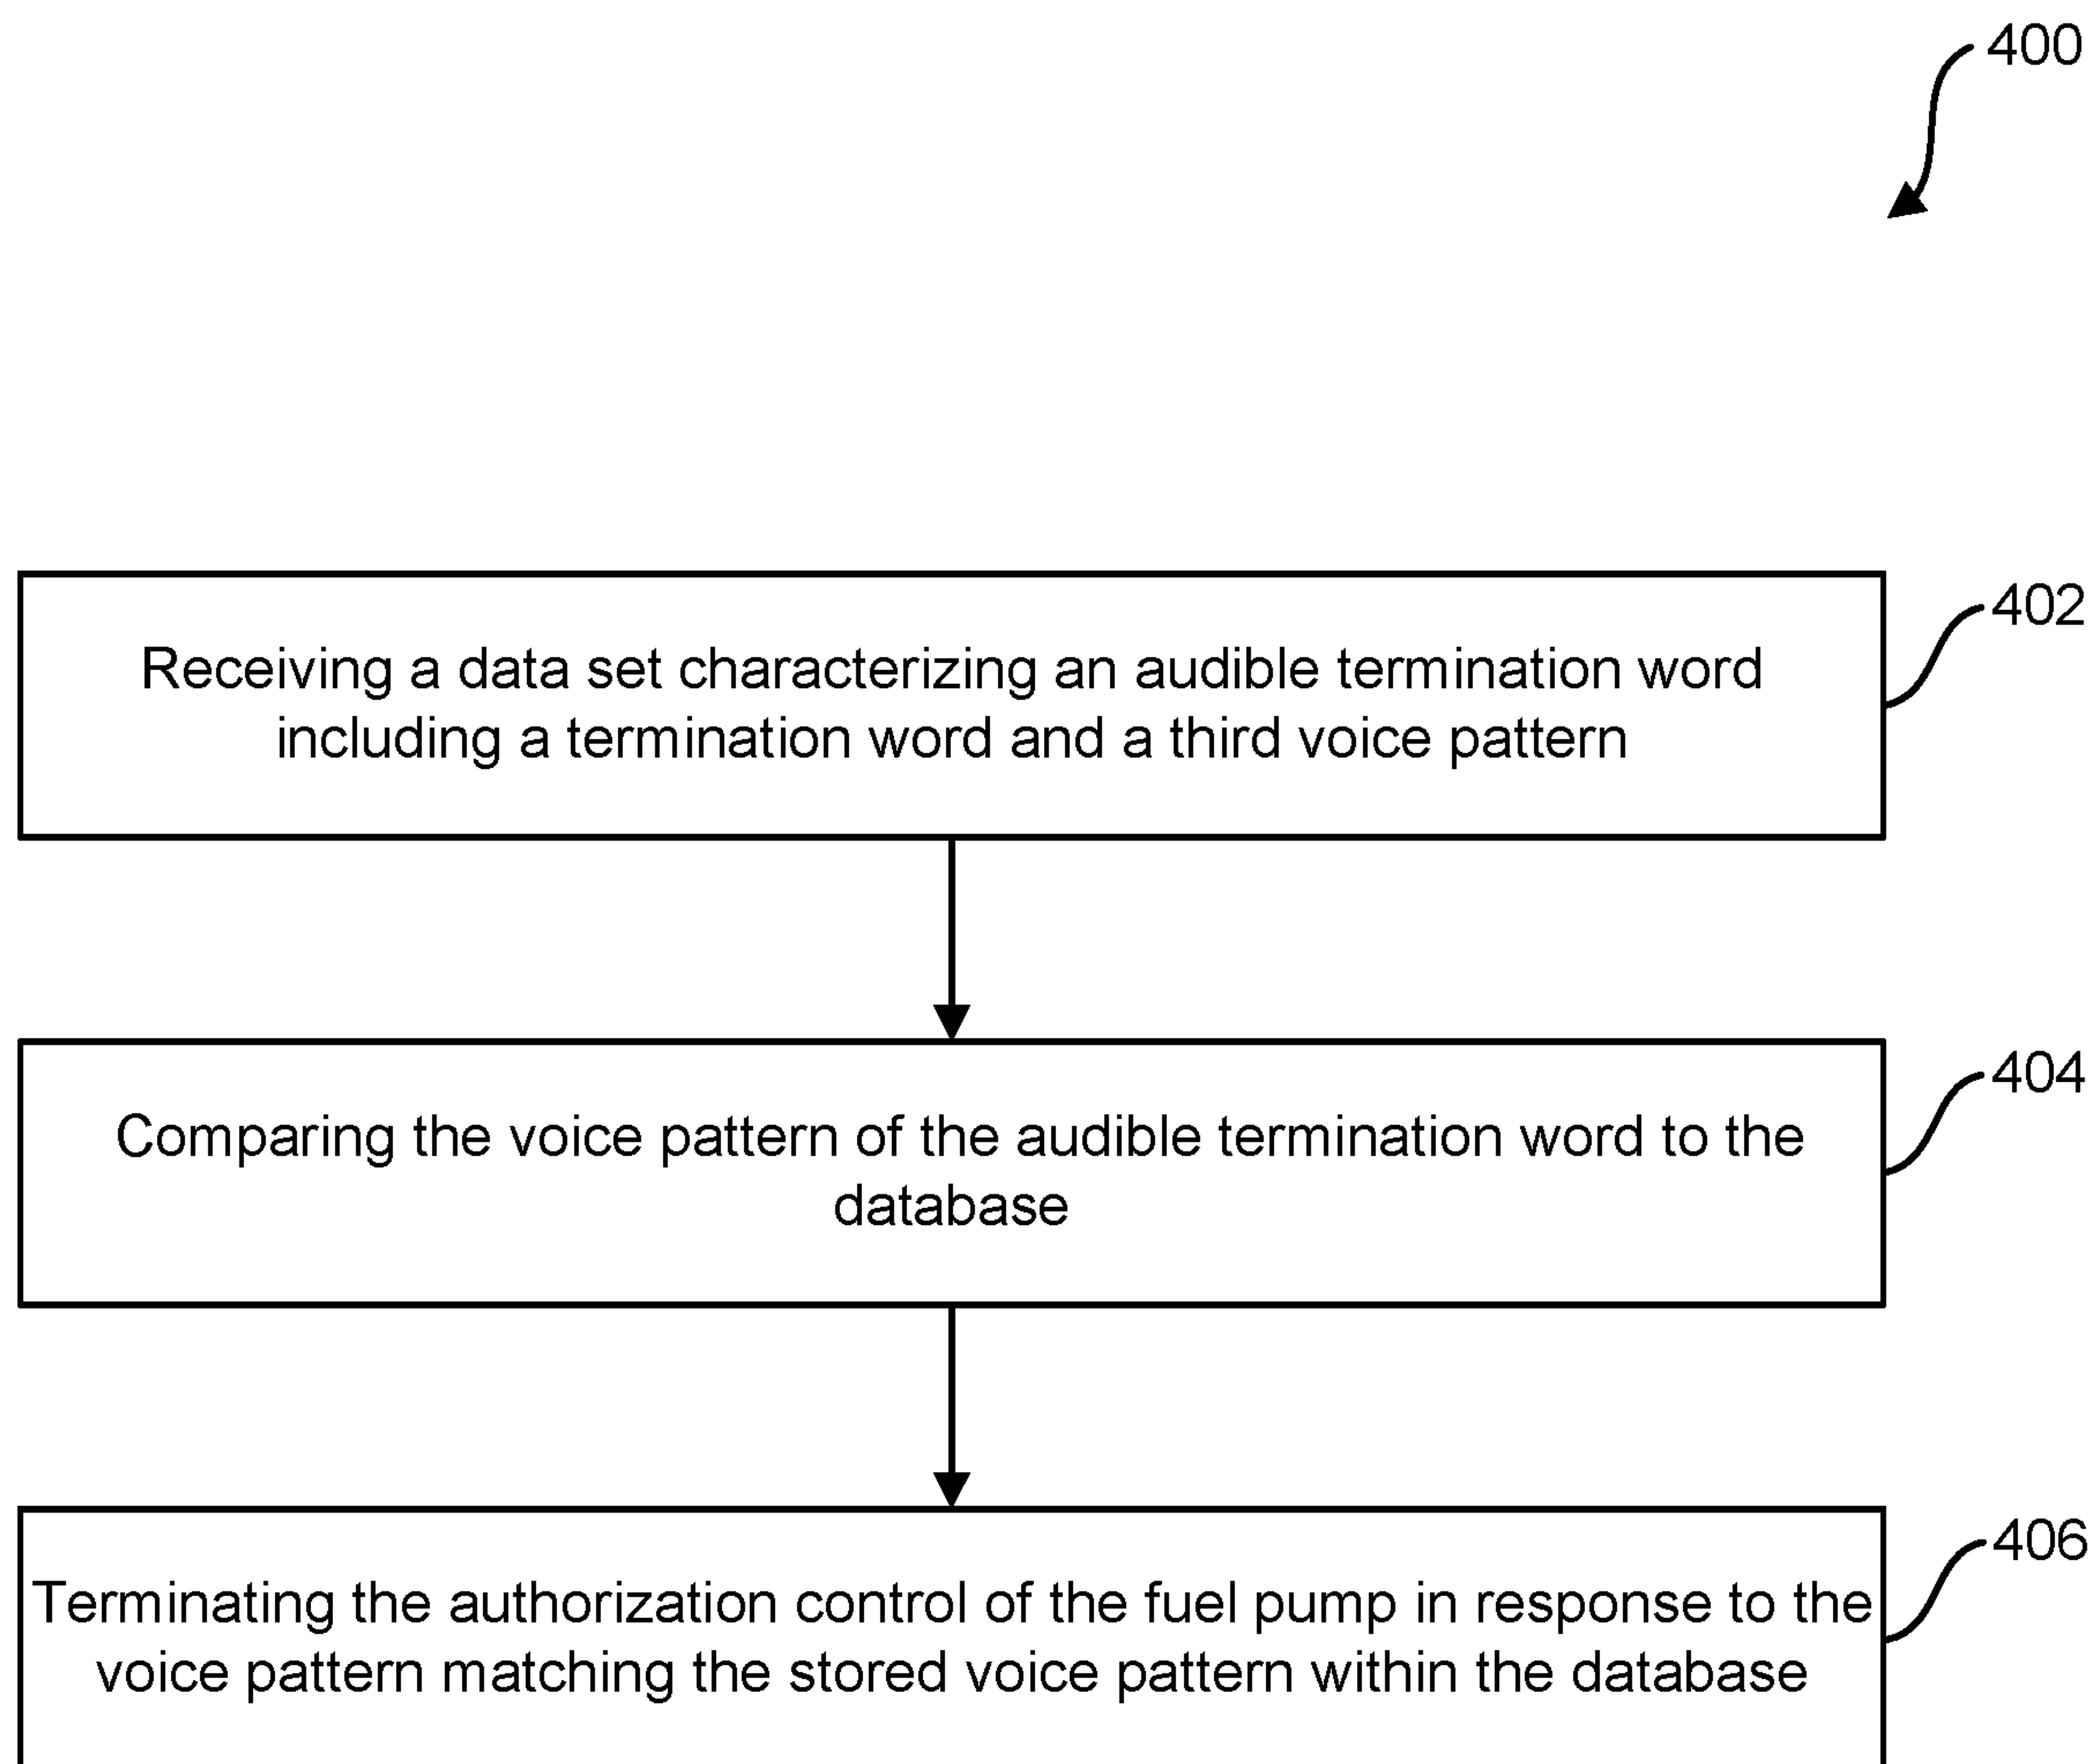 400
402
Receiving a data set characterizing an audible termination word
including a termination word and a third voice pattern
404
Comparing the voice pattern of the audible termination word to the
database
406
Terminating the authorization control of the fuel pump in response to the
voice pattern matching the stored voice pattern within the database